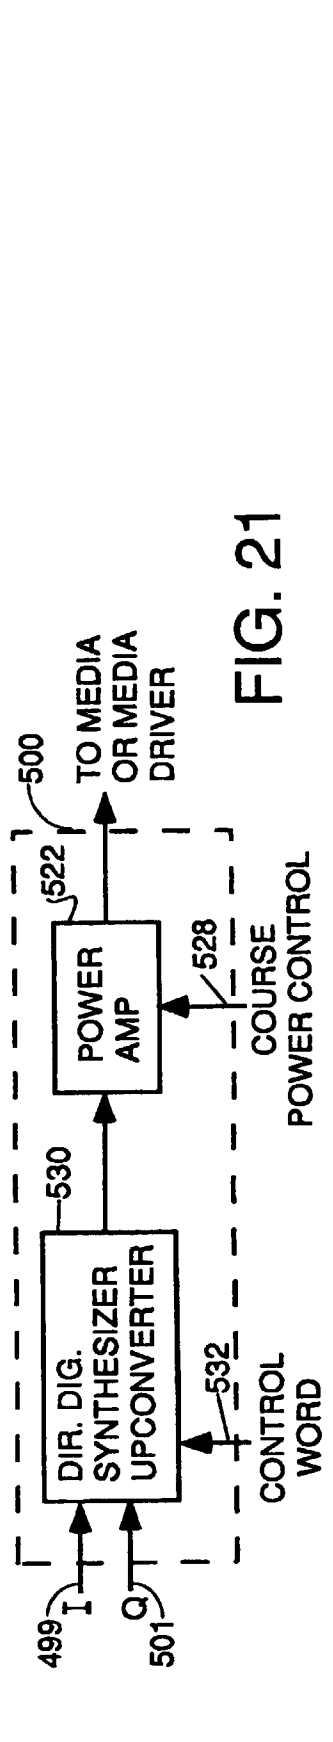 500
530
522
499
I
DIR. DIG.
SYNTHESIZER
UPCONVERTER
POWER
AMP
TO MEDIA
OR MEDIA
DRIVER
Q
501
532
528
CONTROL
WORD
COURSE
POWER CONTROL
FIG. 21